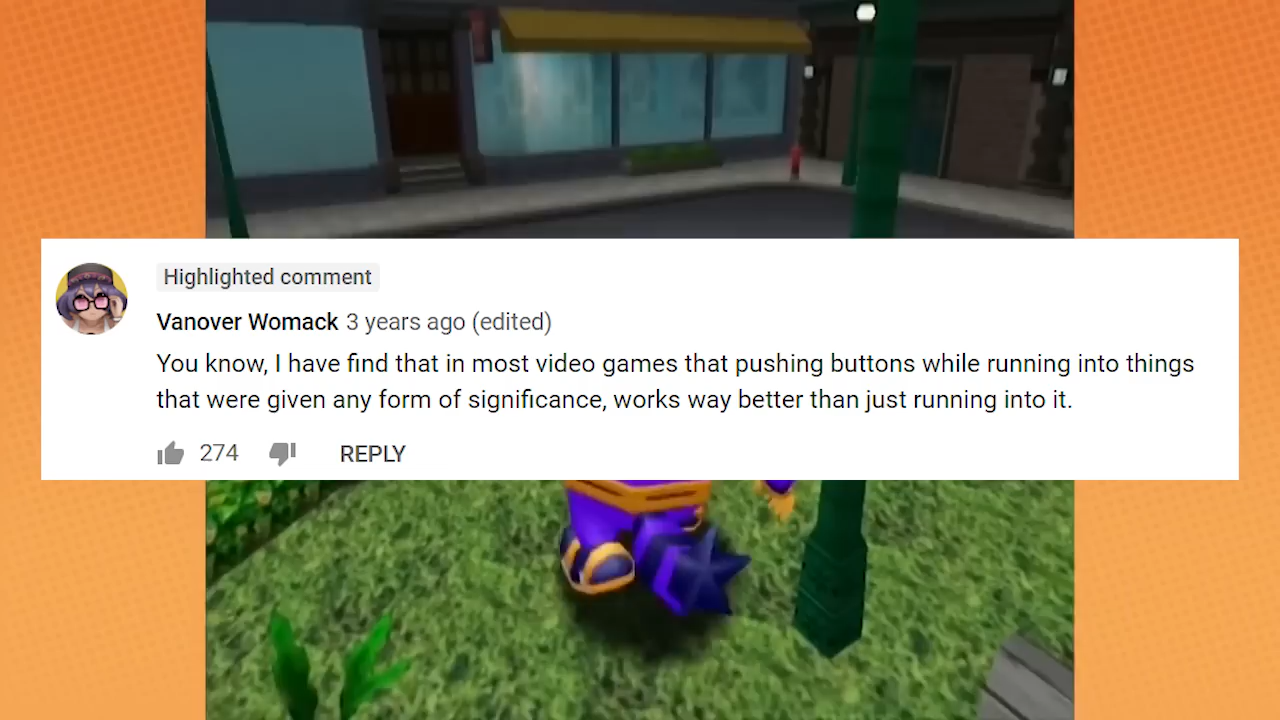 Highlighted comment
Vanover Womack 3 years ago (edited)
You know, I have find that in most video games that pushing buttons while running into things
that were given any form of significance, works way better than just running into it.
274 REPLY